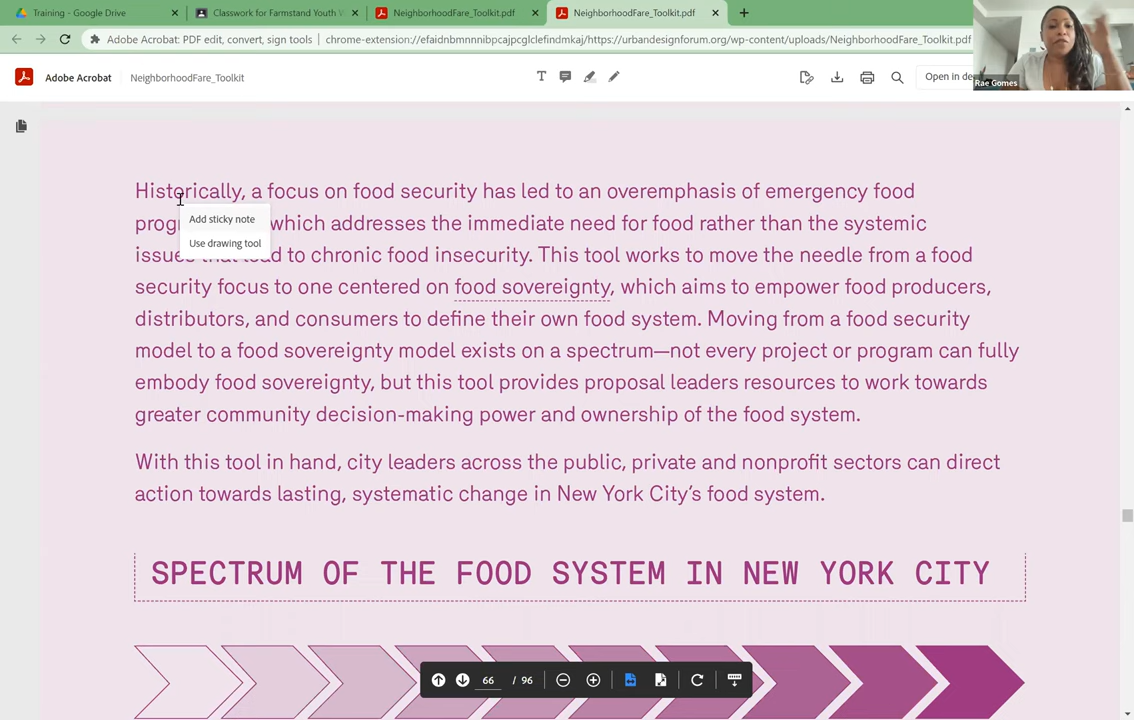 Training - Google Drive
Classwork for Farmstand Youth W
NeighborhoodFare_Toolkit.pdf
NeighborhoodFare_Toolkit.pdf
Adobe Acrobat: PDF edit, convert, sign tools
chrome-extension://efaidnbmnnnibpcajpcglclefindmkaj/https://urbandesignforum.org/wp-content/uploads/NeighborhoodFare_Toolkit.pdf
Rae Gomes
Adobe Acrobat
NeighborhoodFare_Toolkit
Open in de
Historically, a focus on food security has led to an overemphasis of emergency food
prog
which addresses the immediate need for food rather than the systemic
issues that lead to chronic food insecurity. This tool works to move the needle from a food
security focus to one centered on food sovereignty, which aims to empower food producers,
distributors, and consumers to define their own food system. Moving from a food security
model to a food sovereignty model exists on a spectrum—not every project or program can fully
embody food sovereignty, but this tool provides proposal leaders resources to work towards
greater community decision-making power and ownership of the food system.
Add sticky note
Use drawing tool
With this tool in hand, city leaders across the public, private and nonprofit sectors can direct
action towards lasting, systematic change in New York City's food system.
SPECTRUM OF THE FOOD SYSTEM IN NEW YORK CITY
66 / 96